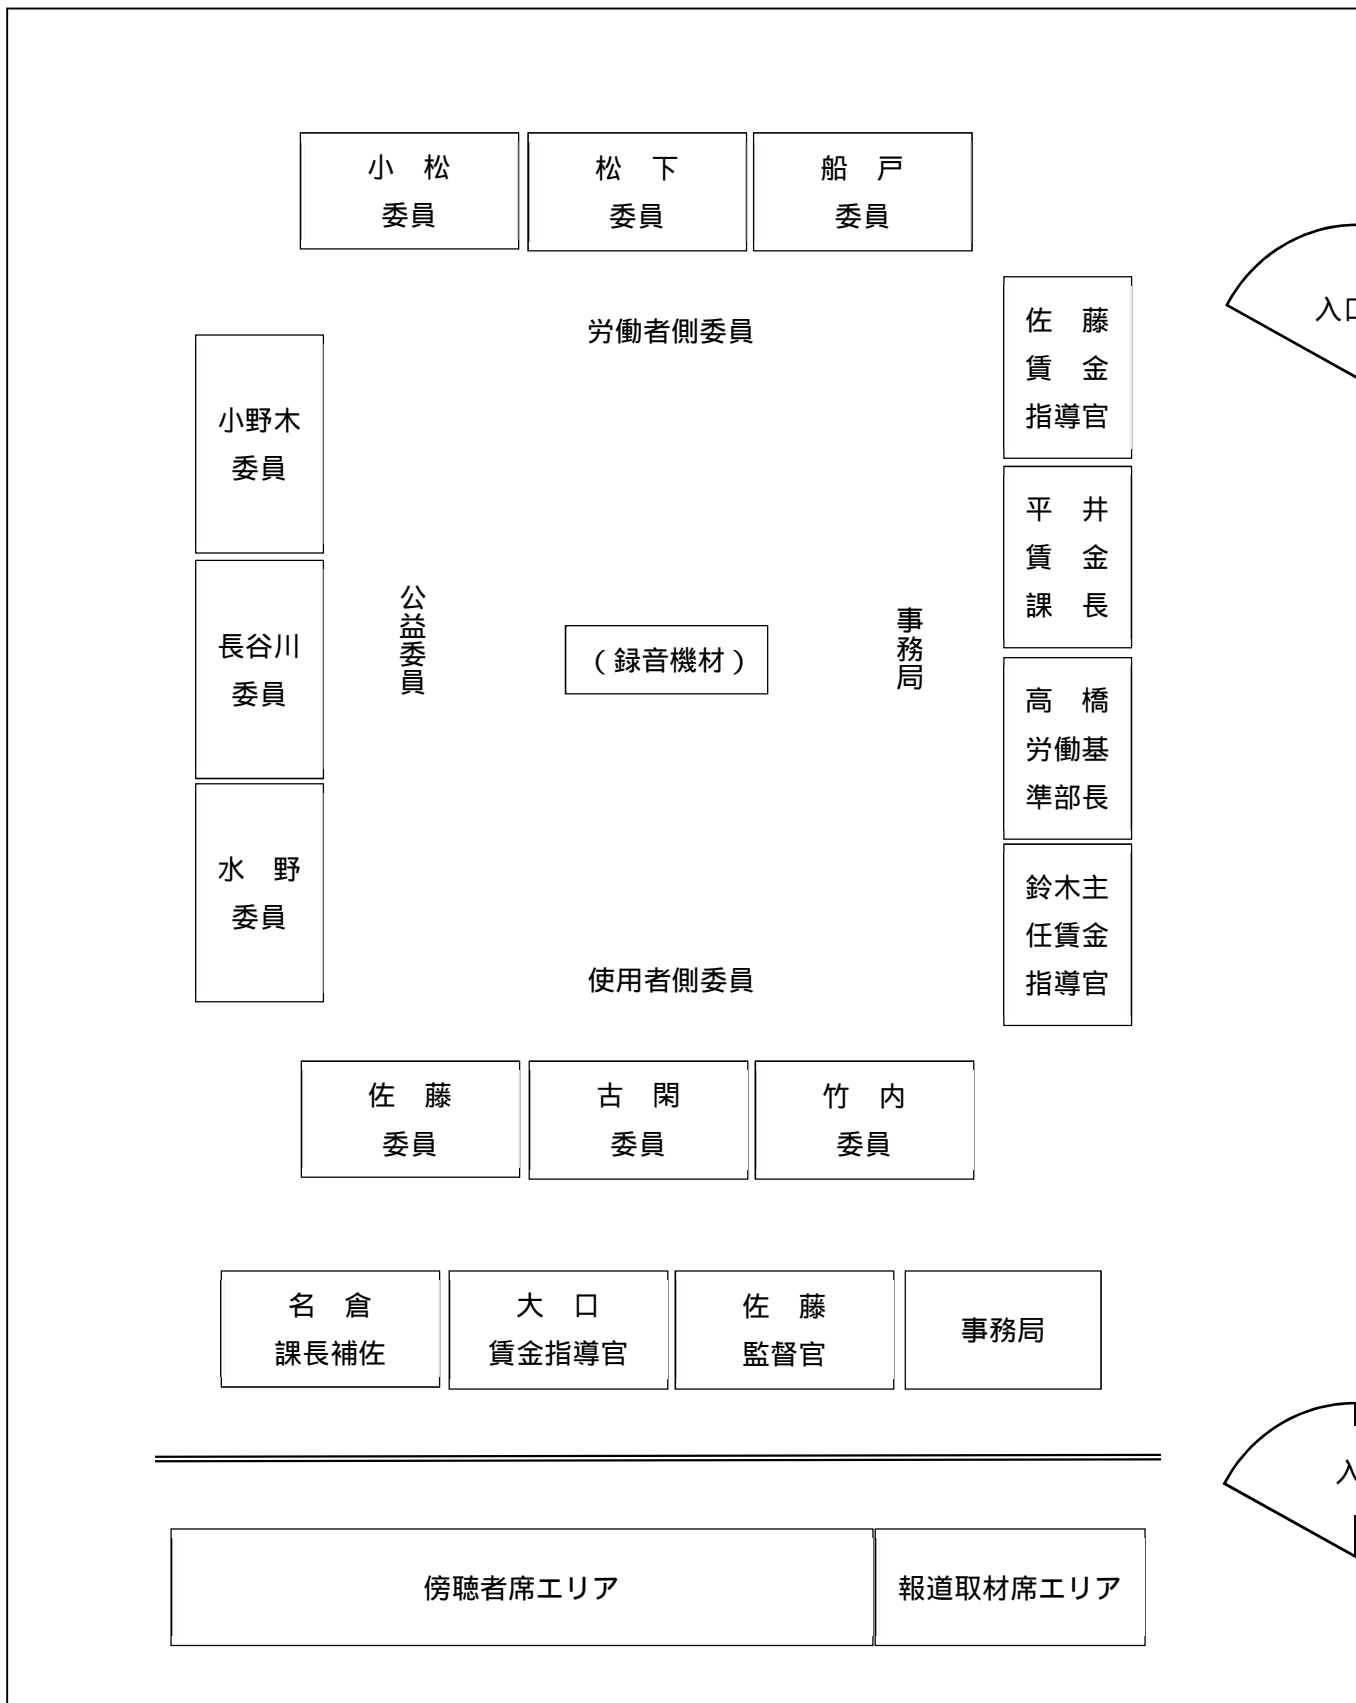 小　松
委員
松　下
委員
船　戸
委員
労働者側委員
入口
佐　藤
賃　金
指導官
小野木
委員
平　井
賃　金
課　長
公益委員
長谷川
委員
（録音機材）
事務局
高　橋
労働基
準部長
水　野
委員
鈴木主
任賃金
指導官
使用者側委員
佐　藤
委員
古　閑
委員
竹　内
委員
名　倉
課長補佐
大　口
賃金指導官
佐　藤
監督官
事務局
入
傍聴者席エリア
報道取材席エリア